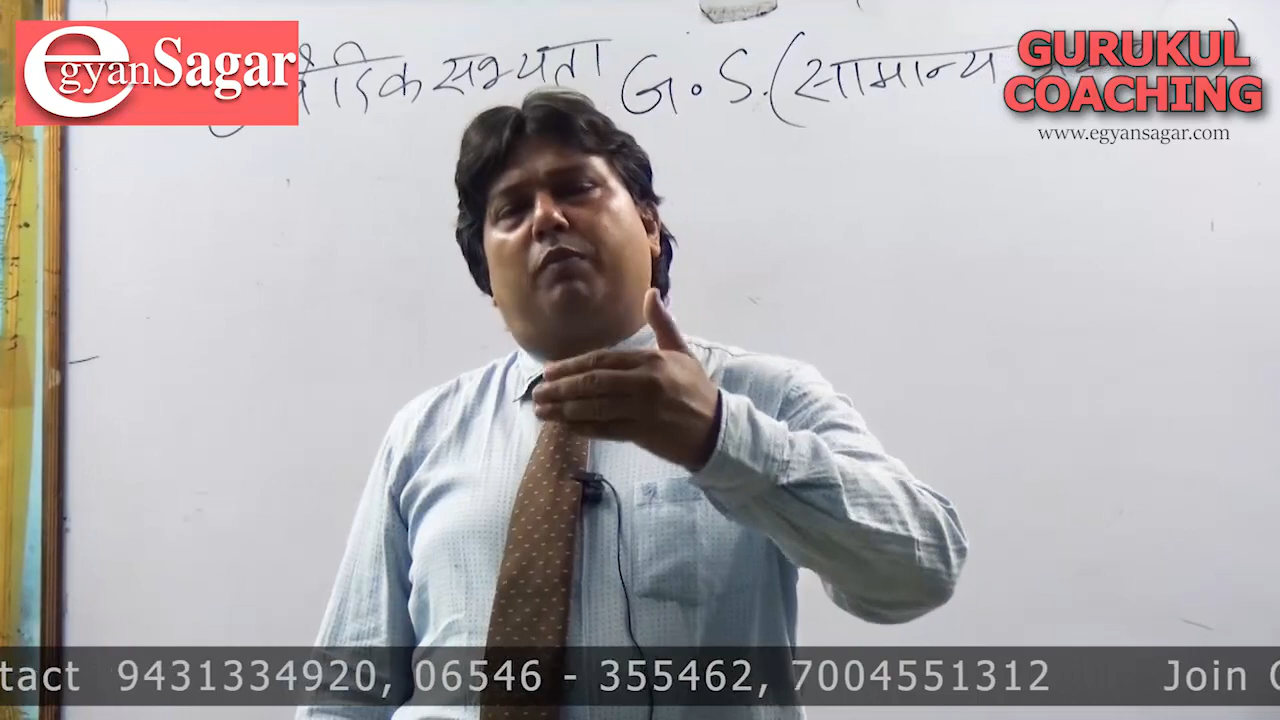 egyanSagar
वैदिक सभ्यता G.S. (सामान्य
GURUKUL
COACHING
www.egyansagar.com
tact 9431334920, 06546 - 355462, 7004551312 Join